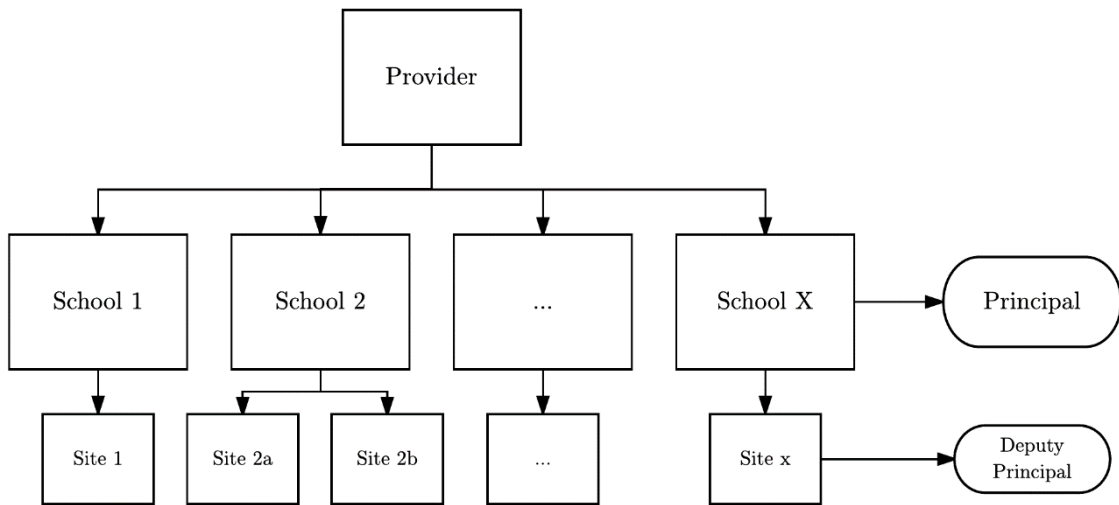 Provider
School 1
School 2
...
School X
Principal
Site 1
Site 2a
Site 2b
...
Site x
Deputy
Principal